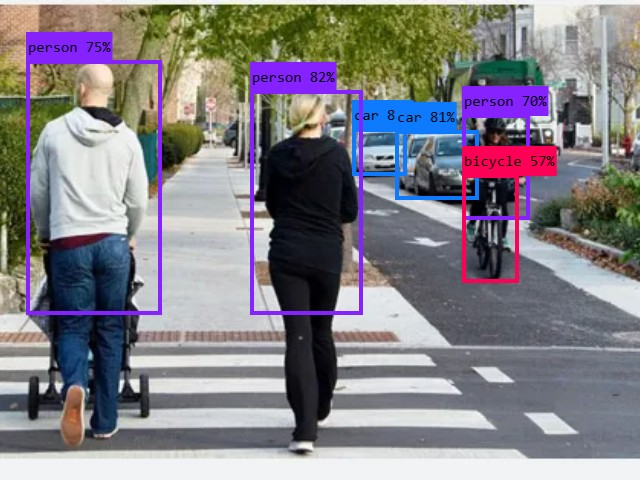 person 75%
person 82%
car 8
car 81%
person 70%
bicycle 57%